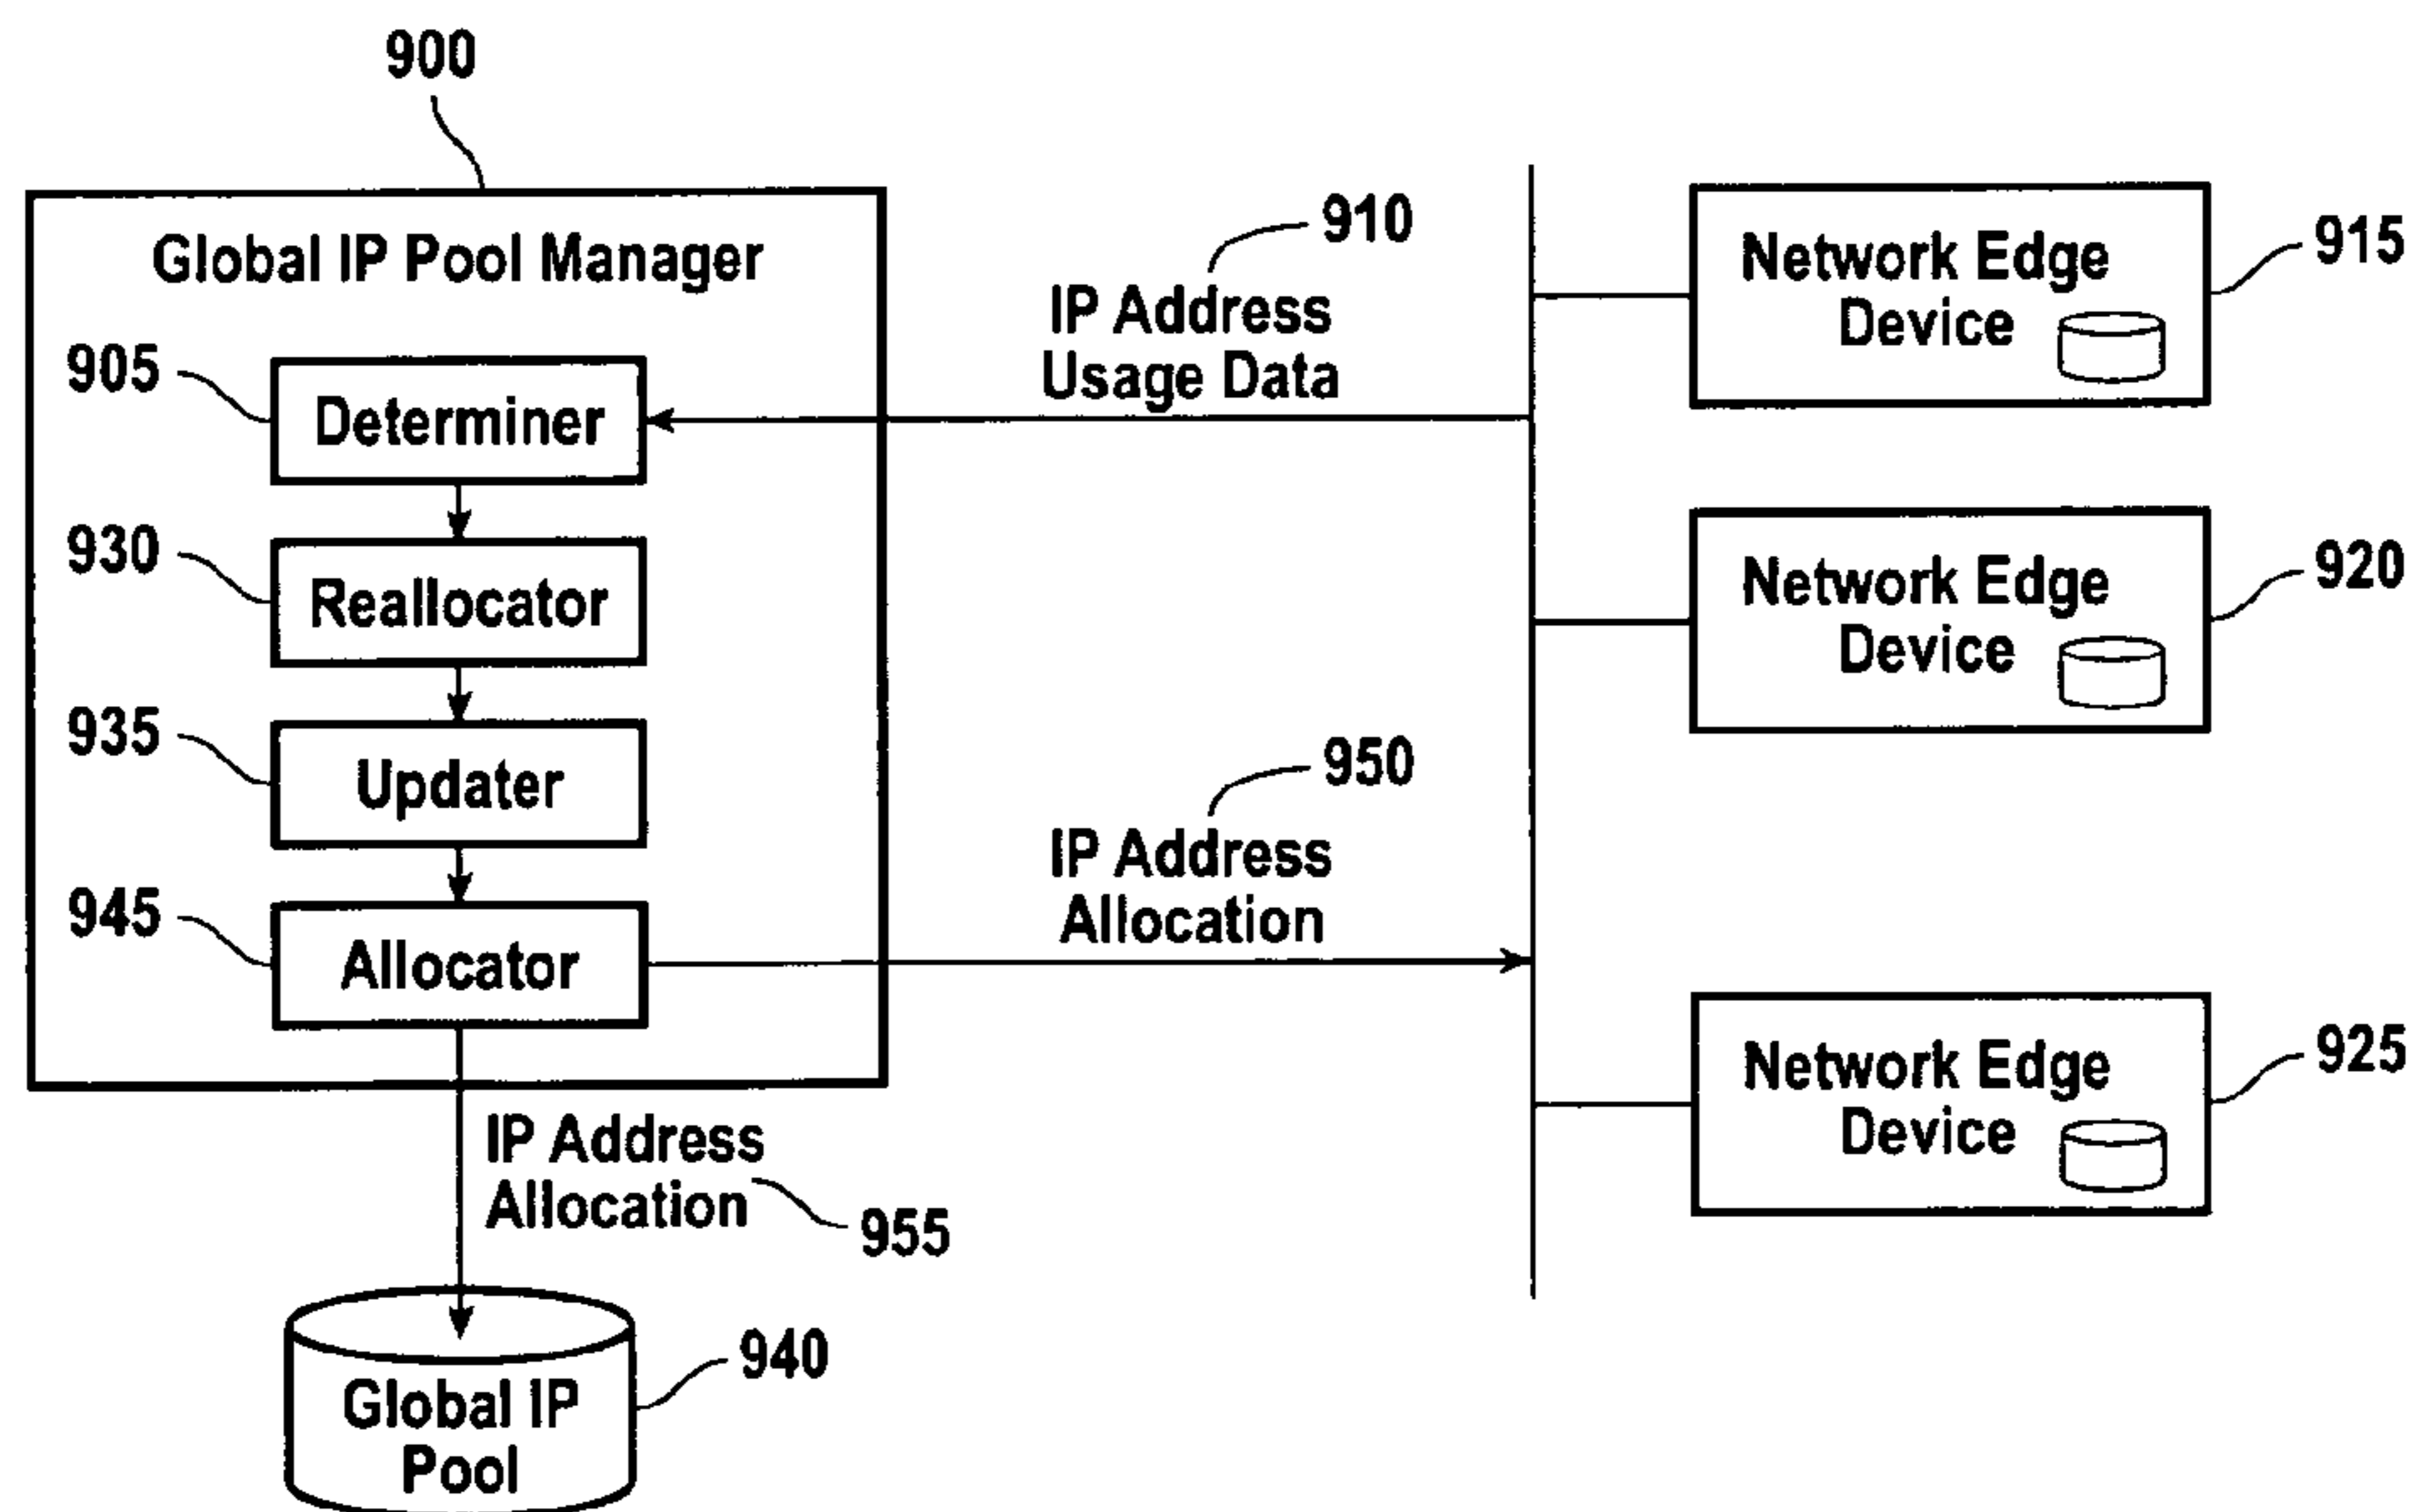 900
Global IP Pool Manager
905
Determiner
930
Reallocator
935
Updater
945
Allocator
910
IP Address
Usage Data
950
IP Address
Allocation
Network Edge
Device
915
Network Edge
Device
920
Network Edge
Device
925
IP Address
Allocation
955
Global IP
Pool
940